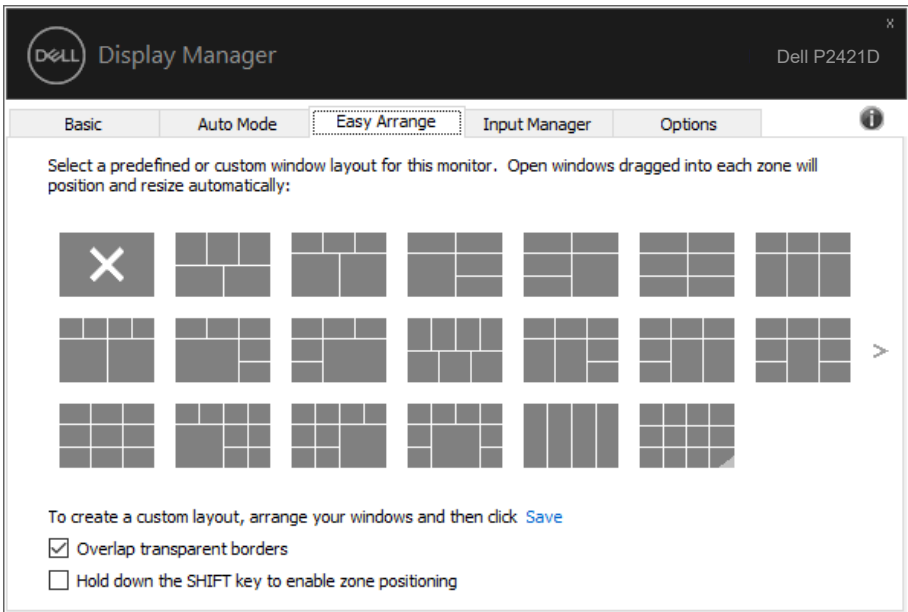 x
DELL Display Manager
Dell P2421D
Basic Auto Mode Easy Arrange Input Manager Options
Select a predefined or custom window layout for this monitor. Open windows dragged into each zone will
position and resize automatically:
>
To create a custom layout, arrange your windows and then click Save
Overlap transparent borders
Hold down the SHIFT key to enable zone positioning